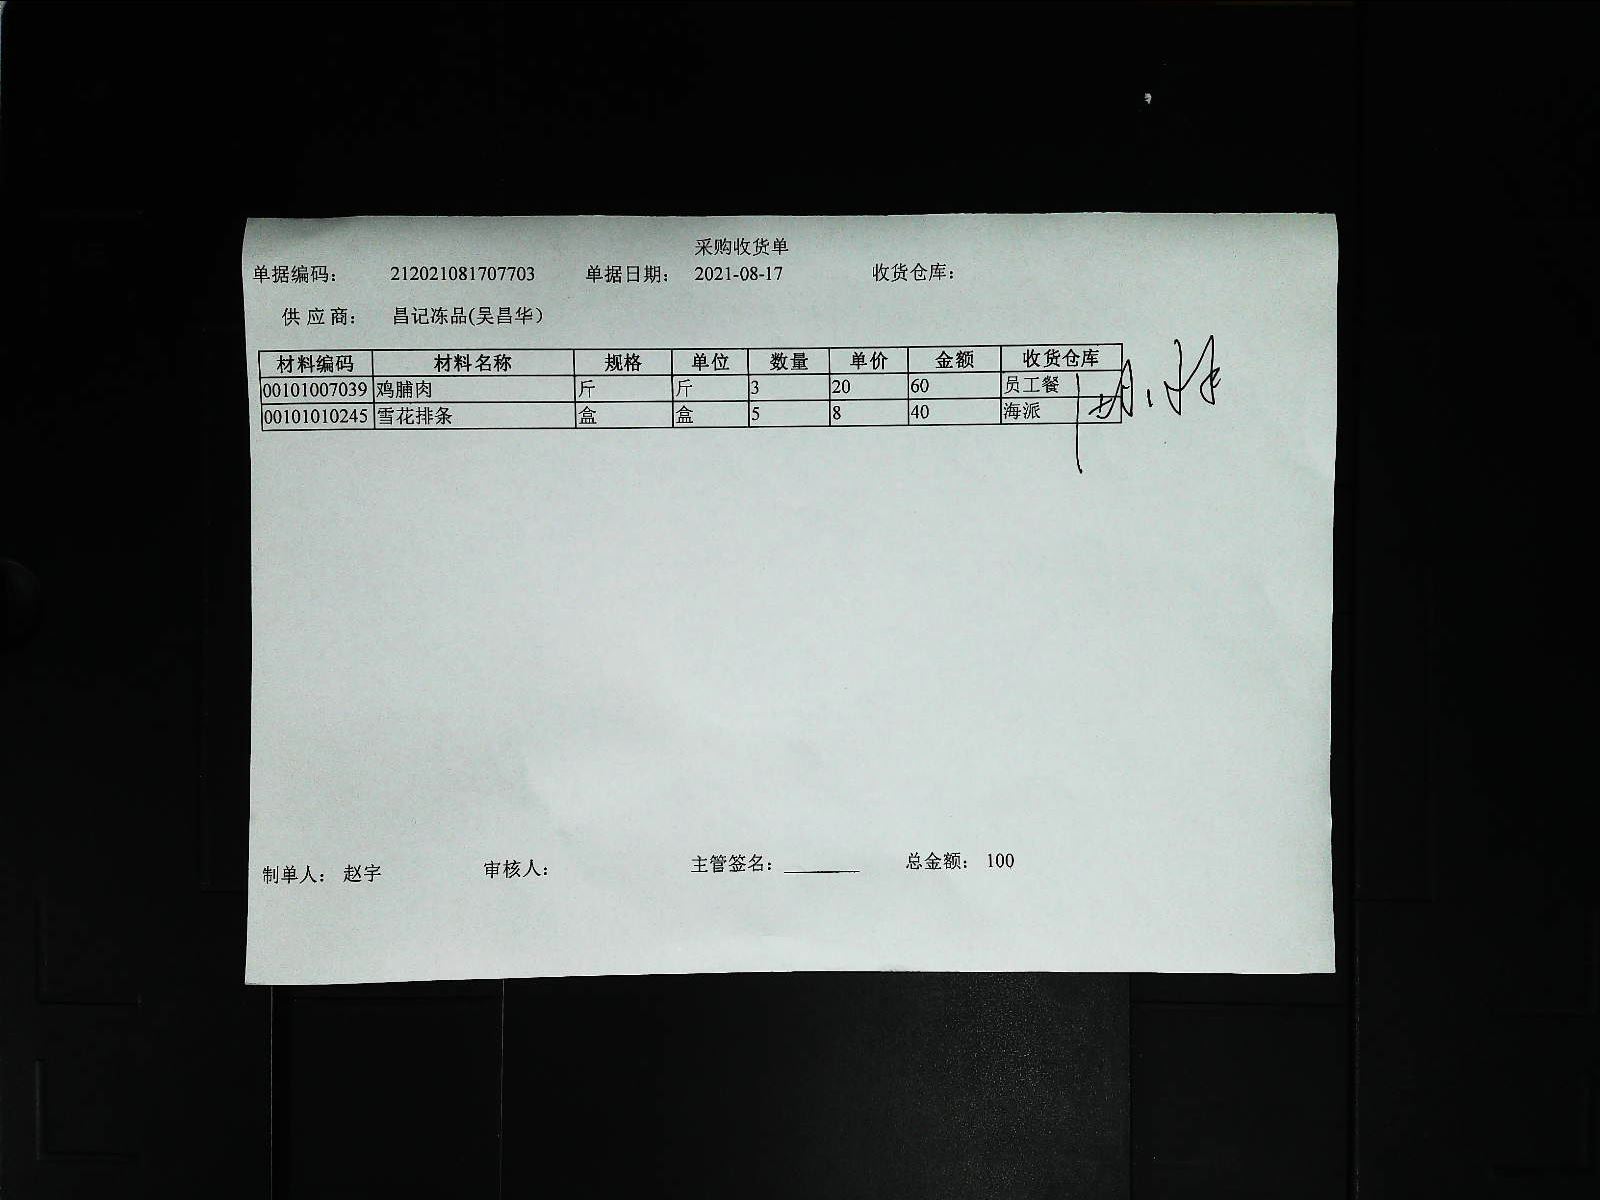 采购收货单
单据编码： 212021081707703 单据日期： 2021-08-17 收货仓库：
供 应 商： 昌记冻品(吴昌华）
材料编码 材料名称 规格 单位 数量 单价 金额 收货仓库
00101007039 鸡脯肉 斤 斤 3 20 60 员工餐
00101010245 雪花排条 盒 盒 5 8 40 海派
制单人： 赵宇 审核人： 主管签名： 总金额： 100